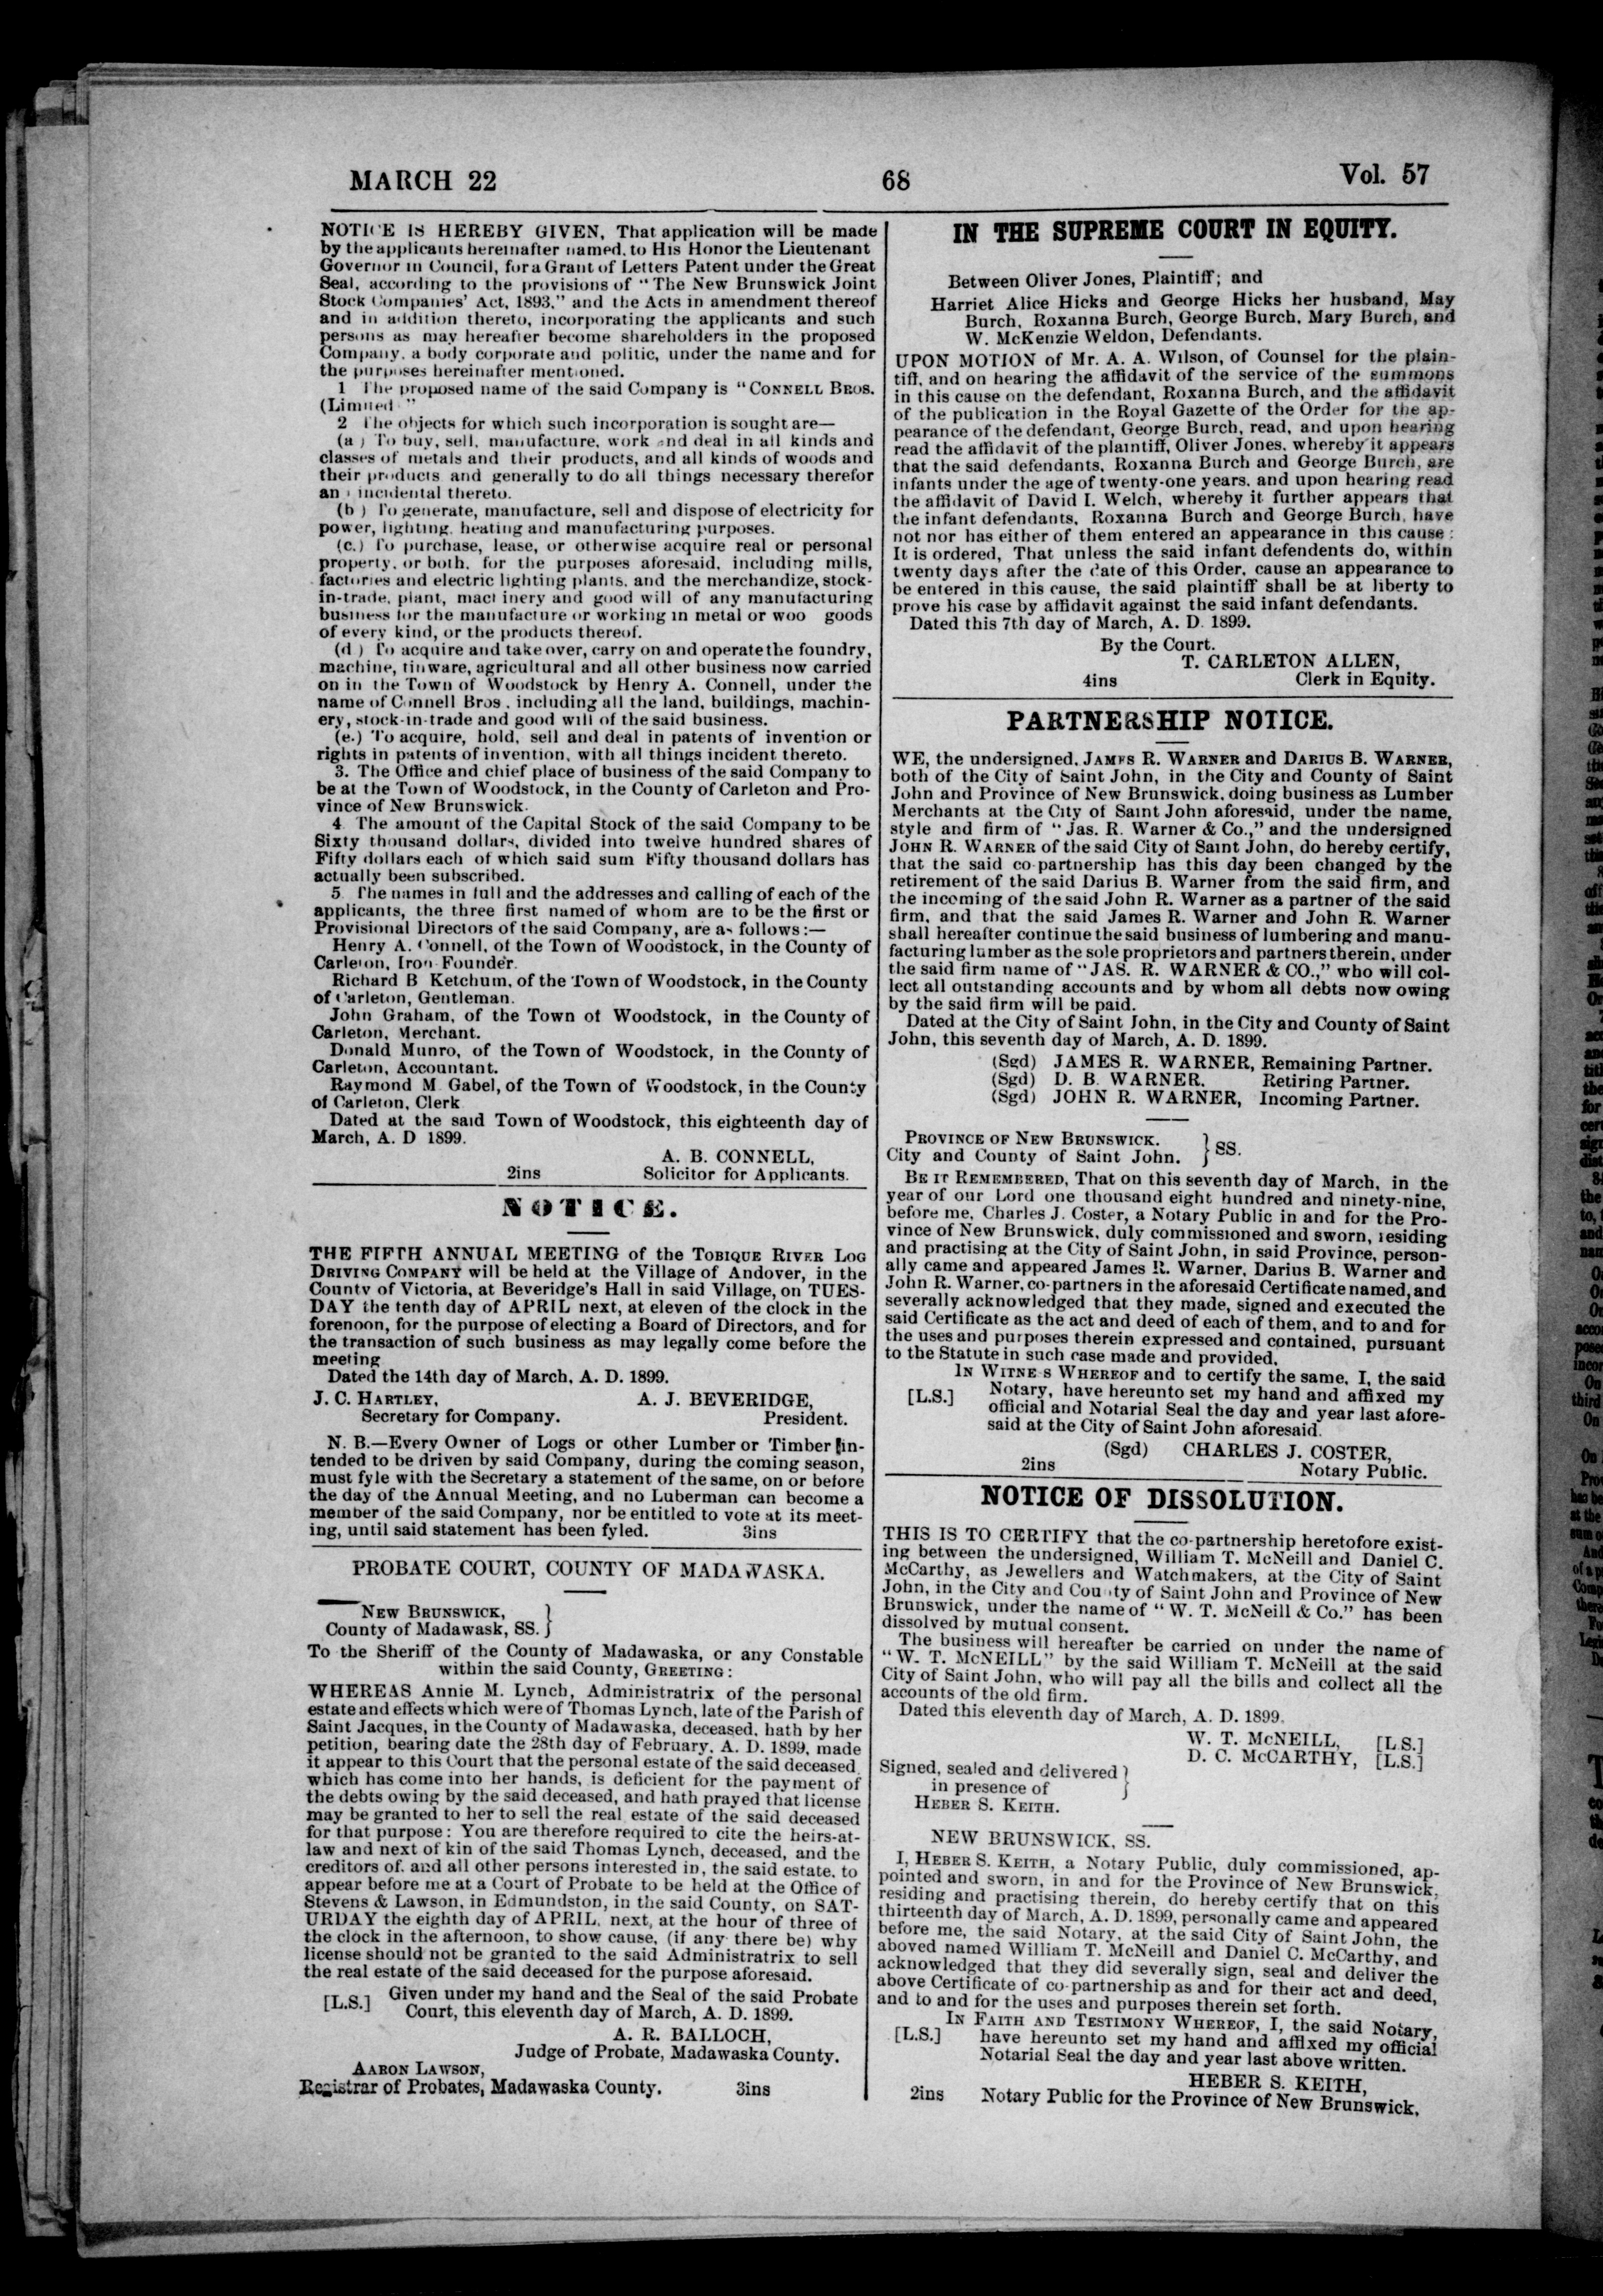 MARCH 22
68
Vol. 57
NOTICE IS HEREBY GIVEN, That application will be made
by the applicants hereinafter named, to His Honor the Lieutenant
Governor in Council, for a Grant of Letters Patent under the Great
Seal, according to the provisions of "The New Brunswick Joint
Stock Companies' Act, 1893," and the Acts in amendment thereof
and in addition thereto, incorporating the applicants and such
persons as may hereafter become shareholders in the proposed
Company, a body corporate and politic, under the name and for
the purposes hereinafter mentioned.
1 The proposed name of the said Company is "CONNELL BROS.
(Limited "
2 The objects for which such incorporation is sought are—
(a ) To buy, sell, manufacture, work and deal in all kinds and
classes of metals and their products, and all kinds of woods and
their products and generally to do all things necessary therefor
an incidental thereto.
(b ) To generate, manufacture, sell and dispose of electricity for
power, lighting, heating and manufacturing purposes.
(c.) To purchase, lease, or otherwise acquire real or personal
property, or both, for the purposes aforesaid, including mills,
factories and electric lighting plants, and the merchandize, stock-
in-trade, plant, machinery and good will of any manufacturing
business for the manufacture or working in metal or woo goods
of every kind, or the products thereof.
(d ) To acquire and take over, carry on and operate the foundry,
machine, tinware, agricultural and all other business now carried
on in the Town of Woodstock by Henry A. Connell, under the
name of Connell Bros , including all the land, buildings, machin-
ery, stock-in-trade and good will of the said business.
(e.) To acquire, hold, sell and deal in patents of invention or
rights in patents of invention, with all things incident thereto.
3. The Office and chief place of business of the said Company to
be at the Town of Woodstock, in the County of Carleton and Pro-
vince of New Brunswick.
4 The amount of the Capital Stock of the said Company to be
Sixty thousand dollars, divided into twelve hundred shares of
Fifty dollars each of which said sum Fifty thousand dollars has
actually been subscribed.
5 The names in full and the addresses and calling of each of the
applicants, the three first named of whom are to be the first or
Provisional Directors of the said Company, are as follows:—
Henry A. Connell, of the Town of Woodstock, in the County of
Carleton, Iron Founder.
Richard B Ketchum, of the Town of Woodstock, in the County
of Carleton, Gentleman.
John Graham, of the Town of Woodstock, in the County of
Carleton, Merchant.
Donald Munro, of the Town of Woodstock, in the County of
Carleton, Accountant.
Raymond M Gabel, of the Town of Woodstock, in the County
of Carleton, Clerk
Dated at the said Town of Woodstock, this eighteenth day of
March, A. D 1899.
A. B. CONNELL,
2ins Solicitor for Applicants.
NOTICE.
THE FIFTH ANNUAL MEETING of the TOBIQUE RIVER LOG
DRIVING COMPANY will be held at the Village of Andover, in the
County of Victoria, at Beveridge's Hall in said Village, on TUES-
DAY the tenth day of APRIL next, at eleven of the clock in the
forenoon, for the purpose of electing a Board of Directors, and for
the transaction of such business as may legally come before the
meeting
Dated the 14th day of March, A. D. 1899.
J. C. HARTLEY, A. J. BEVERIDGE,
Secretary for Company. President.
N. B.—Every Owner of Logs or other Lumber or Timber in-
tended to be driven by said Company, during the coming season,
must fyle with the Secretary a statement of the same, on or before
the day of the Annual Meeting, and no Luberman can become a
member of the said Company, nor be entitled to vote at its meet-
ing, until said statement has been fyled. 3ins
PROBATE COURT, COUNTY OF MADAWASKA.
NEW BRUNSWICK, }
County of Madawask, SS. }
To the Sheriff of the County of Madawaska, or any Constable
within the said County, GREETING:
WHEREAS Annie M. Lynch, Administratrix of the personal
estate and effects which were of Thomas Lynch, late of the Parish of
Saint Jacques, in the County of Madawaska, deceased, hath by her
petition, bearing date the 28th day of February, A. D. 1899, made
it appear to this Court that the personal estate of the said deceased
which has come into her hands, is deficient for the payment of
the debts owing by the said deceased, and hath prayed that license
may be granted to her to sell the real estate of the said deceased
for that purpose: You are therefore required to cite the heirs-at-
law and next of kin of the said Thomas Lynch, deceased, and the
creditors of, and all other persons interested in, the said estate, to
appear before me at a Court of Probate to be held at the Office of
Stevens & Lawson, in Edmundston, in the said County, on SAT-
URDAY the eighth day of APRIL, next, at the hour of three of
the clock in the afternoon, to show cause, (if any there be) why
license should not be granted to the said Administratrix to sell
the real estate of the said deceased for the purpose aforesaid.
[L.S.] Given under my hand and the Seal of the said Probate
Court, this eleventh day of March, A. D. 1899.
A. R. BALLOCH,
Judge of Probate, Madawaska County.
AARON LAWSON,
Registrar of Probates, Madawaska County. 3ins
IN THE SUPREME COURT IN EQUITY.
Between Oliver Jones, Plaintiff; and
Harriet Alice Hicks and George Hicks her husband, May
Burch, Roxanna Burch, George Burch, Mary Burch, and
W. McKenzie Weldon, Defendants.
UPON MOTION of Mr. A. A. Wilson, of Counsel for the plain-
tiff, and on hearing the affidavit of the service of the summons
in this cause on the defendant, Roxanna Burch, and the affidavit
of the publication in the Royal Gazette of the Order for the ap-
pearance of the defendant, George Burch, read, and upon hearing
read the affidavit of the plaintiff, Oliver Jones, whereby it appears
that the said defendants, Roxanna Burch and George Burch, are
infants under the age of twenty-one years, and upon hearing read
the affidavit of David I. Welch, whereby it further appears that
the infant defendants, Roxanna Burch and George Burch, have
not nor has either of them entered an appearance in this cause:
It is ordered, That unless the said infant defendents do, within
twenty days after the date of this Order, cause an appearance to
be entered in this cause, the said plaintiff shall be at liberty to
prove his case by affidavit against the said infant defendants.
Dated this 7th day of March, A. D. 1899.
By the Court.
T. CARLETON ALLEN,
4ins Clerk in Equity.
PARTNERSHIP NOTICE.
WE, the undersigned, JAMES R. WARNER and DARIUS B. WARNER,
both of the City of Saint John, in the City and County of Saint
John and Province of New Brunswick, doing business as Lumber
Merchants at the City of Saint John aforesaid, under the name,
style and firm of "Jas. R. Warner & Co.," and the undersigned
JOHN R. WARNER of the said City of Saint John, do hereby certify,
that the said co-partnership has this day been changed by the
retirement of the said Darius B. Warner from the said firm, and
the incoming of the said John R. Warner as a partner of the said
firm, and that the said James R. Warner and John R. Warner
shall hereafter continue the said business of lumbering and manu-
facturing lumber as the sole proprietors and partners therein, under
the said firm name of "JAS. R. WARNER & CO.," who will col-
lect all outstanding accounts and by whom all debts now owing
by the said firm will be paid.
Dated at the City of Saint John, in the City and County of Saint
John, this seventh day of March, A. D. 1899.
(Sgd) JAMES R. WARNER, Remaining Partner.
(Sgd) D. B. WARNER. Retiring Partner.
(Sgd) JOHN R. WARNER, Incoming Partner.
PROVINCE OF NEW BRUNSWICK. } SS.
City and County of Saint John.
BE IT REMEMBERED, That on this seventh day of March, in the
year of our Lord one thousand eight hundred and ninety-nine,
before me, Charles J. Coster, a Notary Public in and for the Pro-
vince of New Brunswick, duly commissioned and sworn, residing
and practising at the City of Saint John, in said Province, person-
ally came and appeared James R. Warner, Darius B. Warner and
John R. Warner, co-partners in the aforesaid Certificate named, and
severally acknowledged that they made, signed and executed the
said Certificate as the act and deed of each of them, and to and for
the uses and purposes therein expressed and contained, pursuant
to the Statute in such case made and provided.
IN WITNE S WHEREOF and to certify the same, I, the said
[L.S.] Notary, have hereunto set my hand and affixed my
official and Notarial Seal the day and year last afore-
said at the City of Saint John aforesaid.
(Sgd) CHARLES J. COSTER,
2ins Notary Public.
NOTICE OF DISSOLUTION.
THIS IS TO CERTIFY that the co-partnership heretofore exist-
ing between the undersigned, William T. McNeill and Daniel C.
McCarthy, as Jewellers and Watchmakers, at the City of Saint
John, in the City and County of Saint John and Province of New
Brunswick, under the name of "W. T. McNeill & Co." has been
dissolved by mutual consent.
The business will hereafter be carried on under the name of
"W. T. McNEILL" by the said William T. McNeill at the said
City of Saint John, who will pay all the bills and collect all the
accounts of the old firm.
Dated this eleventh day of March, A. D. 1899.
W. T. McNEILL, [L S.]
D. C. McCARTHY, [L.S.]
Signed, sealed and delivered }
in presence of }
HEBER S. KEITH.
NEW BRUNSWICK, SS.
I, HEBER S. KEITH, a Notary Public, duly commissioned, ap-
pointed and sworn, in and for the Province of New Brunswick,
residing and practising therein, do hereby certify that on this
thirteenth day of March, A. D. 1899, personally came and appeared
before me, the said Notary, at the said City of Saint John, the
aboved named William T. McNeill and Daniel C. McCarthy, and
acknowledged that they did severally sign, seal and deliver the
above Certificate of co-partnership as and for their act and deed,
and to and for the uses and purposes therein set forth.
IN FAITH AND TESTIMONY WHEREOF, I, the said Notary,
[L.S.] have hereunto set my hand and affixed my official
Notarial Seal the day and year last above written.
HEBER S. KEITH,
2ins Notary Public for the Province of New Brunswick.